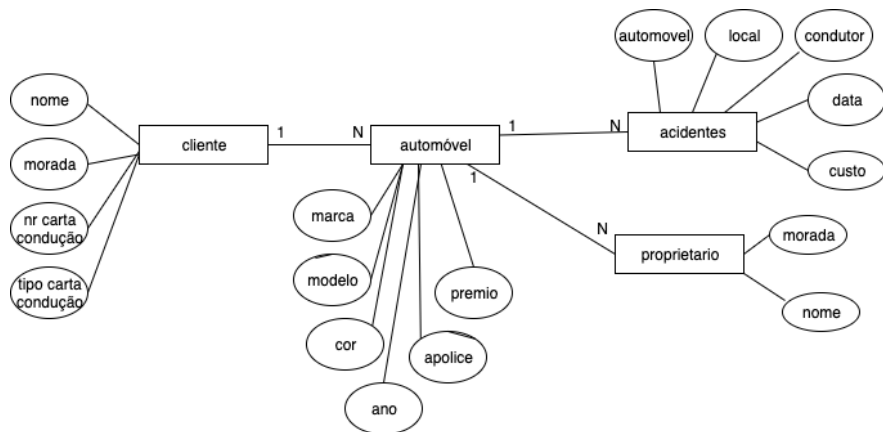 automovel
local
condutor
nome
data
cliente
1
N
automóvel
1
N
acidentes
morada
custo
1
marca
nr carta
condução
N
morada
proprietario
modelo
tipo carta
condução
premio
nome
cor
apolice
ano